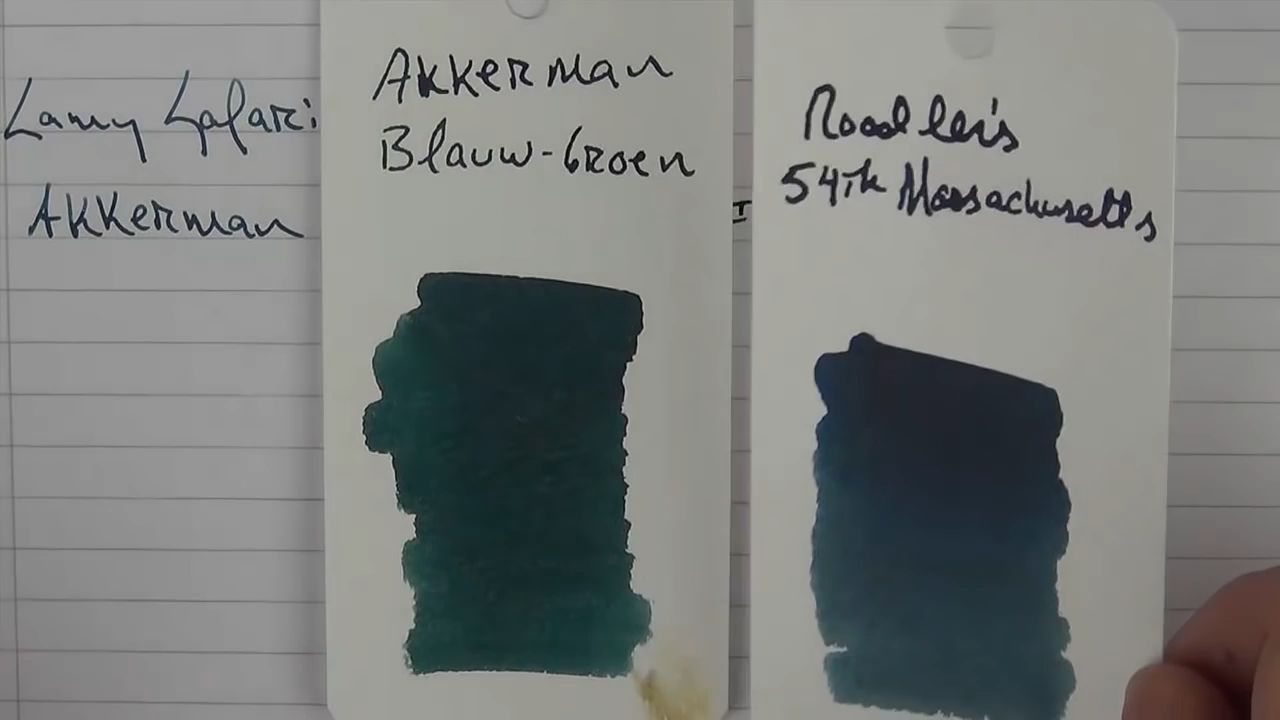 Lamy Safari
Akkerman
Akkerman
Blauw-Groen
Noodler's
54th Massachusetts
I